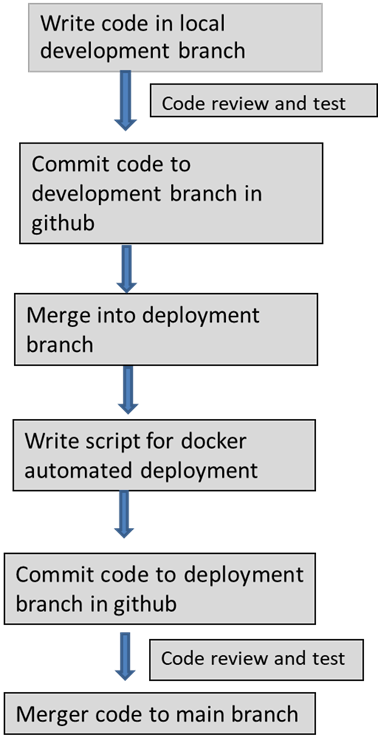 Write code in local
development branch
Code review and test
Commit code to
development branch in
github
Merge into deployment
branch
Write script for docker
automated deployment
Commit code to deployment
branch in github
Code review and test
Merger code to main branch